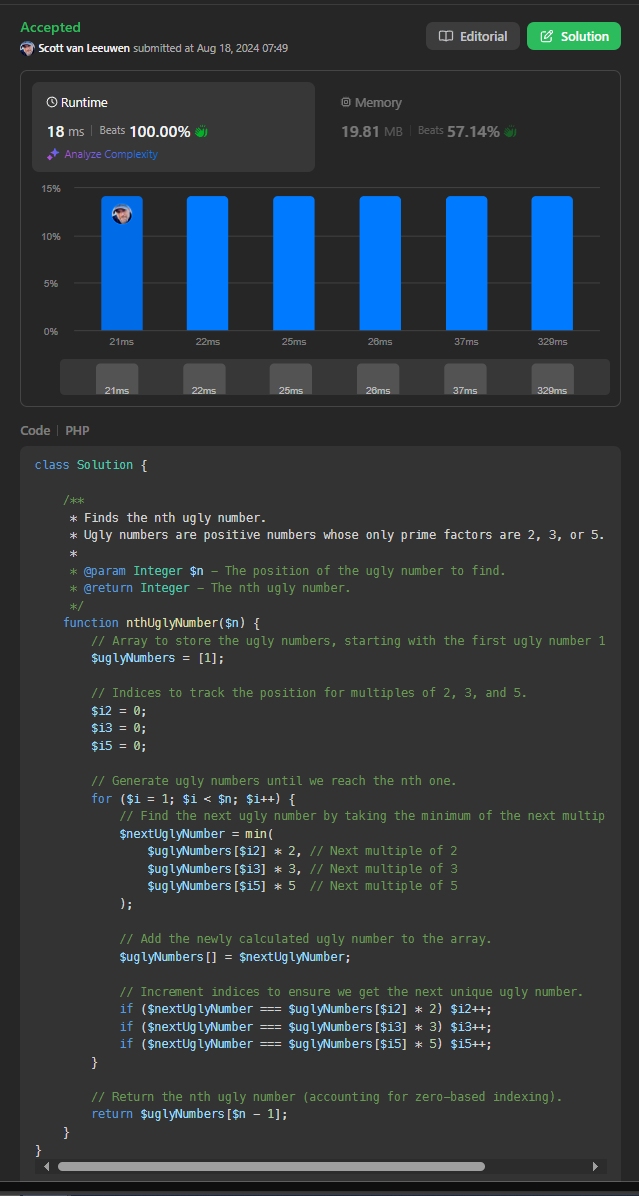 Accepted
Scott van Leeuwen submitted at Aug 18, 2024 07:49
Editorial
Solution
Runtime
18 ms | Beats 100.00%
Analyze Complexity
Memory
19.81 MB | Beats 57.14%
15%
10%
5%
0%
21ms 22ms 25ms 26ms 37ms 329ms
21ms 22ms 25ms 26ms 37ms 329ms
Code | PHP
class Solution {
    /**
     * Finds the nth ugly number.
     * Ugly numbers are positive numbers whose only prime factors are 2, 3, or 5.
     *
     * @param Integer $n - The position of the ugly number to find.
     * @return Integer - The nth ugly number.
     */
    function nthUglyNumber($n) {
        // Array to store the ugly numbers, starting with the first ugly number 1
        $uglyNumbers = [1];
        // Indices to track the position for multiples of 2, 3, and 5.
        $i2 = 0;
        $i3 = 0;
        $i5 = 0;
        // Generate ugly numbers until we reach the nth one.
        for ($i = 1; $i < $n; $i++) {
            // Find the next ugly number by taking the minimum of the next multip
            $nextUglyNumber = min(
                $uglyNumbers[$i2] * 2, // Next multiple of 2
                $uglyNumbers[$i3] * 3, // Next multiple of 3
                $uglyNumbers[$i5] * 5  // Next multiple of 5
            );
            // Add the newly calculated ugly number to the array.
            $uglyNumbers[] = $nextUglyNumber;
            // Increment indices to ensure we get the next unique ugly number.
            if ($nextUglyNumber === $uglyNumbers[$i2] * 2) $i2++;
            if ($nextUglyNumber === $uglyNumbers[$i3] * 3) $i3++;
            if ($nextUglyNumber === $uglyNumbers[$i5] * 5) $i5++;
        }
        // Return the nth ugly number (accounting for zero-based indexing).
        return $uglyNumbers[$n - 1];
    }
}